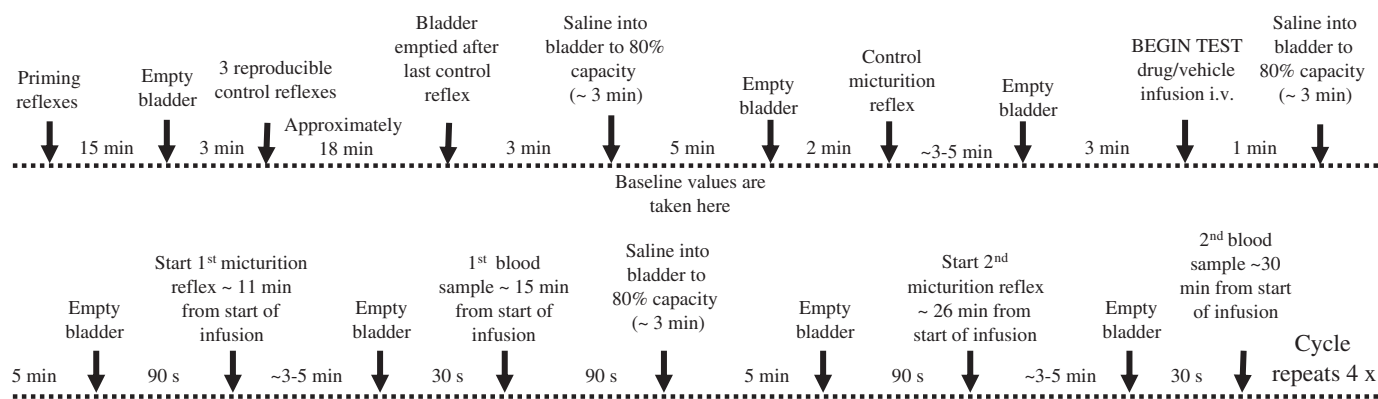 Priming
reflexes
15 min
Empty
bladder
3 min
3 reproducible
control reflexes
Approximately
18 min
Bladder
emptied after
last control
reflex
3 min
Saline into
bladder to 80%
capacity
(~ 3 min)
5 min
Empty
bladder
2 min
Control
micturition
reflex
~3-5 min
Empty
bladder
3 min
BEGIN TEST
drug/vehicle
infusion i.v.
1 min
Saline into
bladder to
80% capacity
(~ 3 min)
Baseline values are
taken here
5 min
Empty
bladder
90 s
Start 1st micturition
reflex ~ 11 min
from start of
infusion
~3-5 min
Empty
bladder
30 s
1st blood
sample ~ 15 min
from start of
infusion
90 s
Saline into
bladder to
80% capacity
(~ 3 min)
5 min
Empty
bladder
90 s
Start 2nd
micturition reflex
~ 26 min from
start of infusion
~3-5 min
Empty
bladder
30 s
2nd blood
sample ~30
min from start
of infusion
Cycle
repeats 4 x